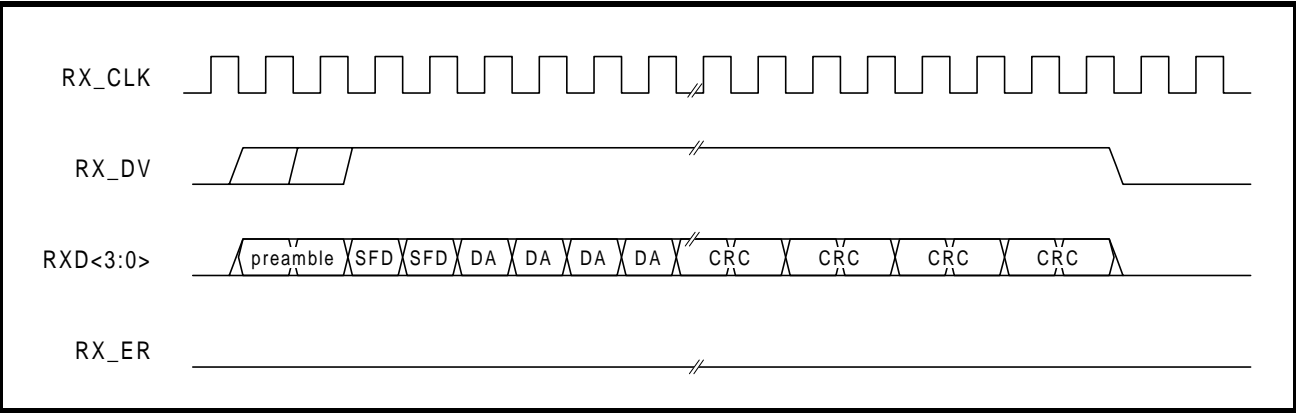 RX_CLK
RX_DV
RXD<3:0> preamble SFD SFD DA DA DA DA CRC CRC CRC CRC
RX_ER